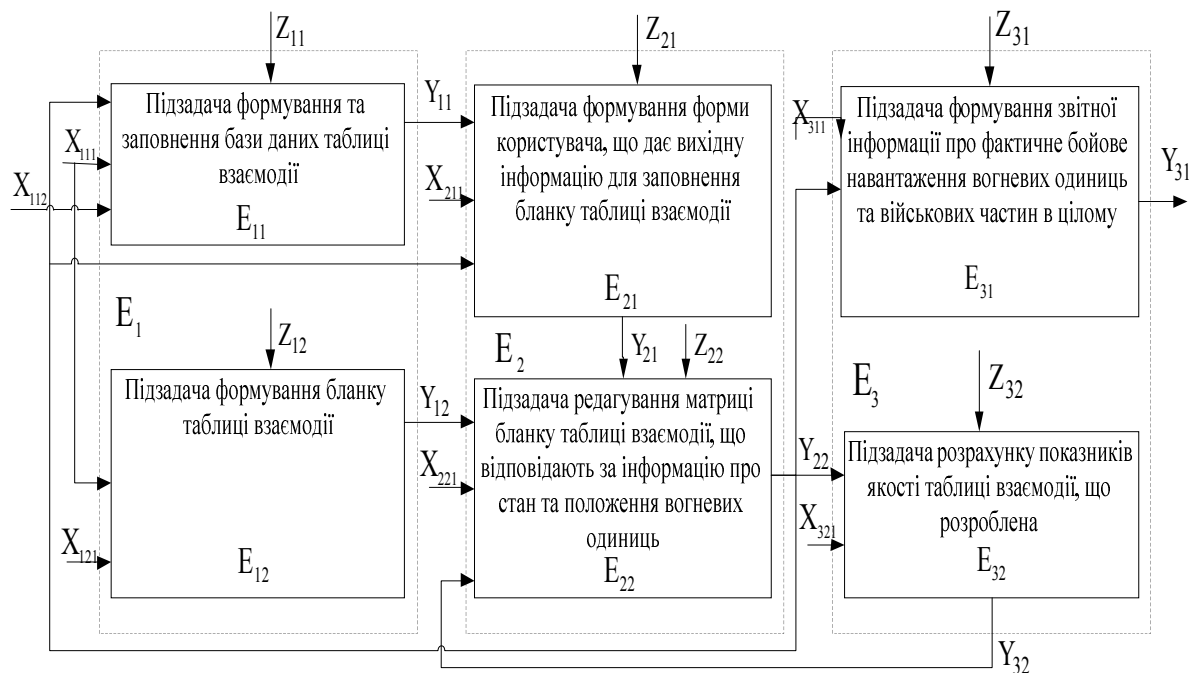 Z11
Z21
Z31
Підзадача формування та
заповнення бази даних таблиці
взаємодії
E11
X111
X112
Y11
Підзадача формування форми
користувача, що дає вихідну
інформацію для заповнення
бланку таблиці взаємодії
E21
X211
X311
Підзадача формування звітної
інформації про фактичне бойове
навантаження вогневих одиниць
та військових частин в цілому
E31
Y31
E1
Z12
Підзадача формування бланку
таблиці взаємодії
E12
X121
Y12
E2
Y21
Z22
Підзадача редагування матриці
бланку таблиці взаємодії, що
відповідають за інформацію про
стан та положення вогневих
одиниць
E22
X221
Y22
E3
Z32
Підзадача розрахунку показників
якості таблиці взаємодії, що
розроблена
E32
X321
Y32